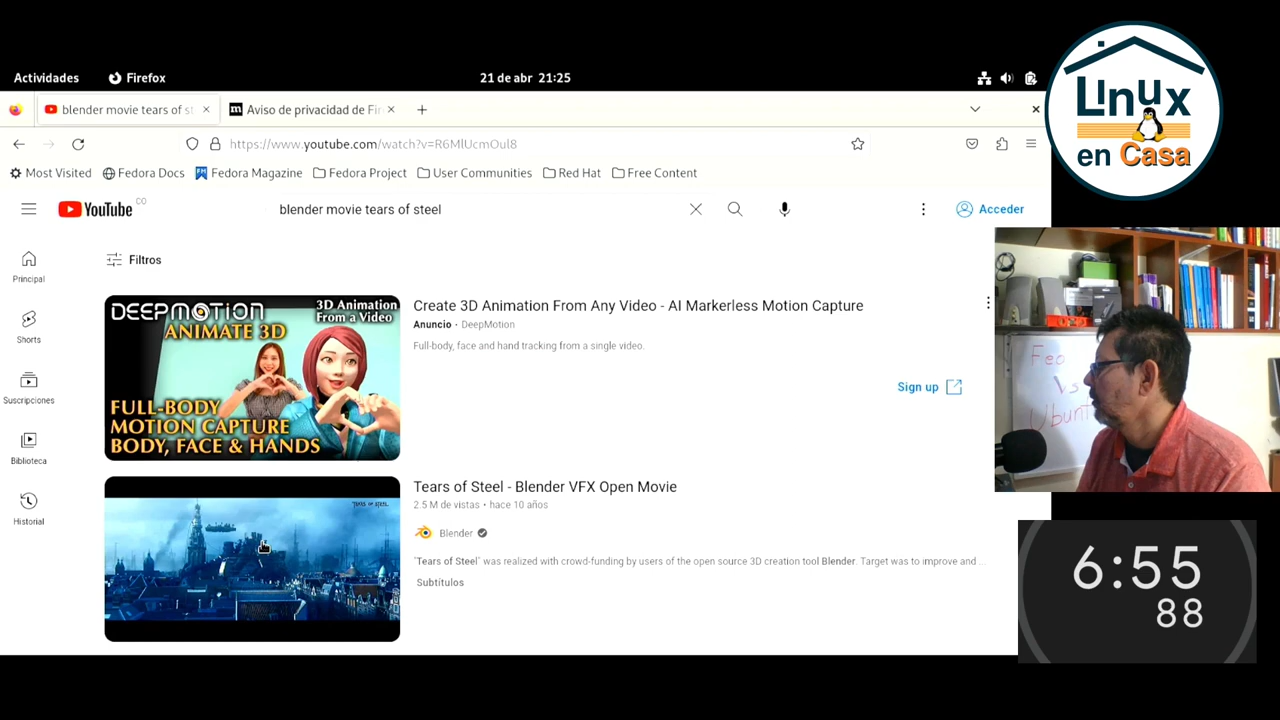 Actividades
Firefox
21 de abr 21:25
Linux
en Casa
blender movie tears of st
Aviso de privacidad de Fir
https://www.youtube.com/watch?v=R6MlUcmOul8
Most Visited
Fedora Docs
Fedora Magazine
Fedora Project
User Communities
Red Hat
Free Content
YouTube CO
blender movie tears of steel
Acceder
Filtros
Principal
Shorts
Suscripciones
Biblioteca
Historial
DEEPMOTION
ANIMATE 3D
3D Animation
From a Video
FULL-BODY
MOTION CAPTURE
BODY, FACE & HANDS
Create 3D Animation From Any Video - AI Markerless Motion Capture
Anuncio · DeepMotion
Full-body, face and hand tracking from a single video.
Sign up
TEARS OF STEEL
Tears of Steel - Blender VFX Open Movie
2.5 M de vistas · hace 10 años
Blender
'Tears of Steel' was realized with crowd-funding by users of the open source 3D creation tool Blender. Target was to improve and ...
Subtítulos
Vs
Ubunt
6:55
88